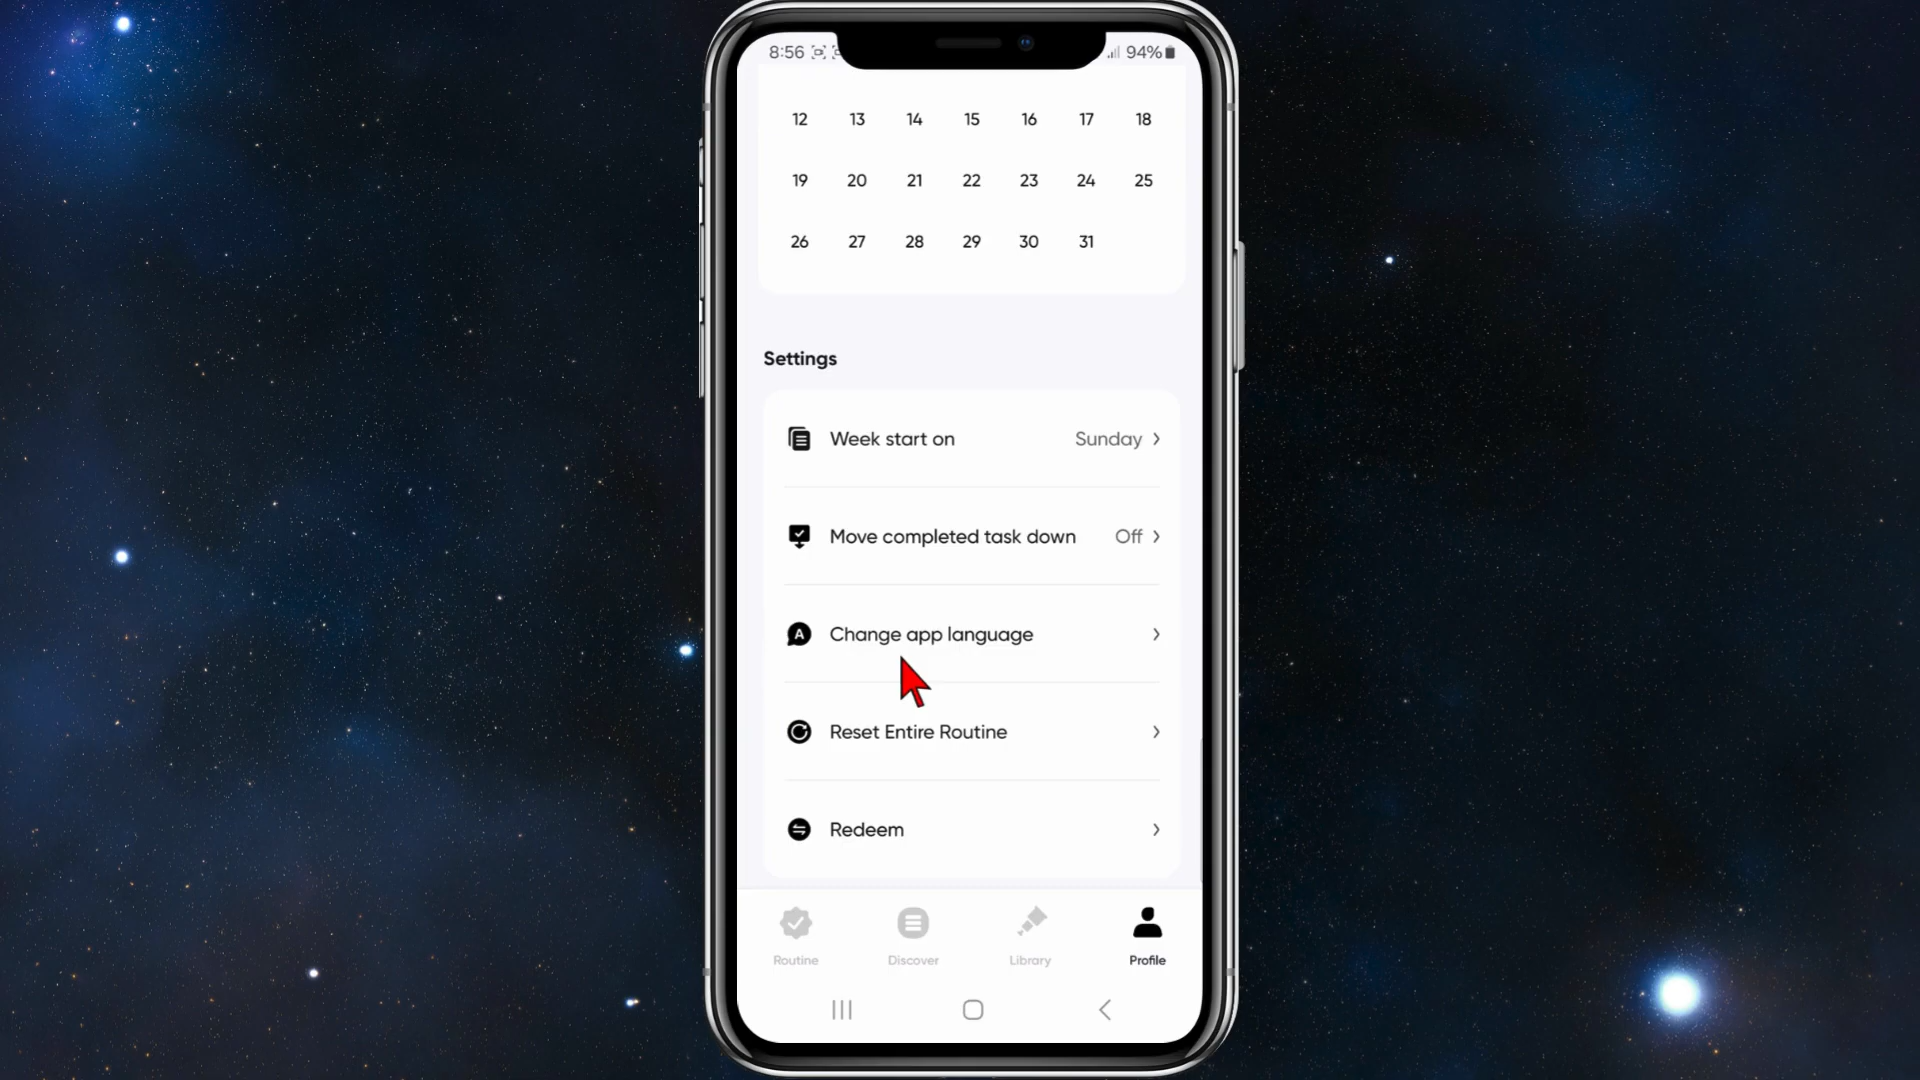 8:56 94%
12 13 14 15 16 17 18
19 20 21 22 23 24 25
26 27 28 29 30 31
Settings
Week start on Sunday
Move completed task down Off
A Change app language
Reset Entire Routine
Redeem
Routine Discover Library Profile